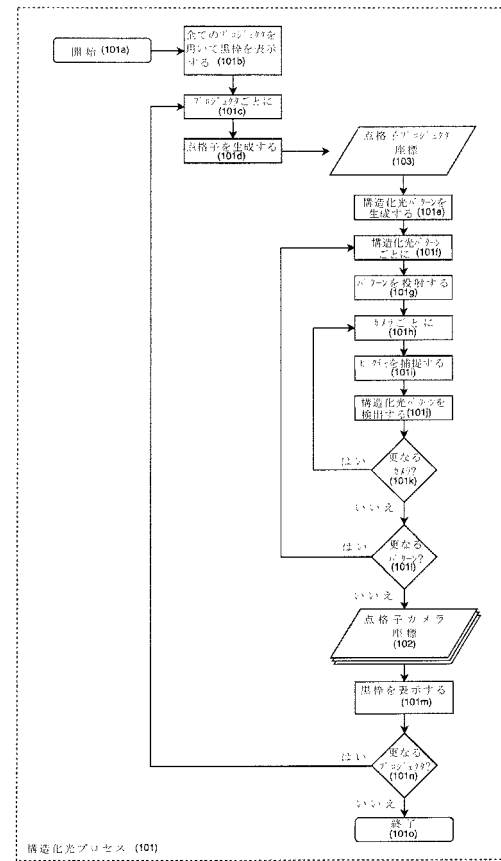 開始 (101a)
全てのプロジェクタを
用いて黒枠を表示
する (101b)
プロジェクタごとに
(101c)
点格子を生成する
(101d)
点格子プロジェクタ
座標
(103)
構造化光パターンを
生成する (101e)
構造化光パターン
ごとに (101f)
パターンを投射する
(101g)
カメラごとに
(101h)
を捕捉する
(101i)
構造化光パターンを
検出する (101j)
はい
更なる
カメラ?
(101k)
いいえ
はい
更なる
パターン?
(101l)
いいえ
点格子カメラ
座標
(102)
黒枠を表示する
(101m)
はい
更なる
プロジェクタ?
(101n)
いいえ
終了
(101o)
構造化光プロセス (101)